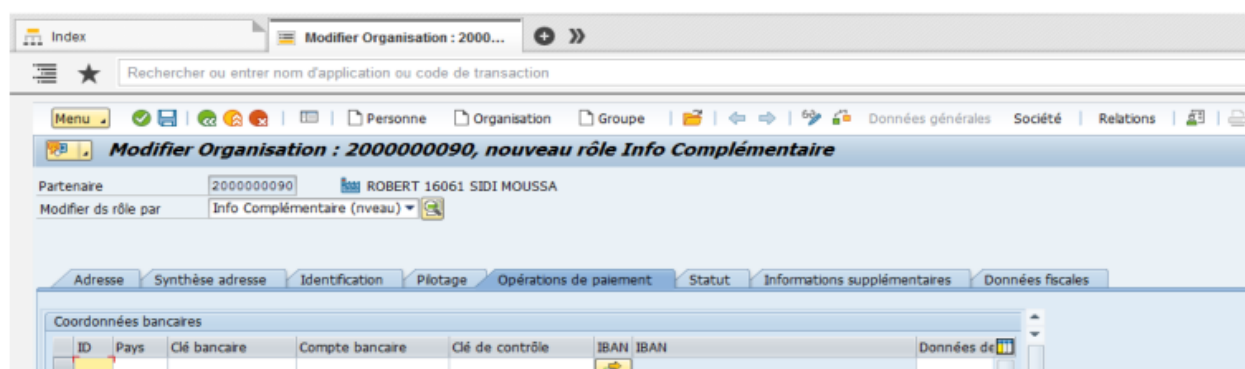 Index
Modifier Organisation : 2000...
Rechercher ou entrer nom d'application ou code de transaction
Menu Personne Organisation Groupe Données générales Société Relations
Modifier Organisation : 2000000090, nouveau rôle Info Complémentaire
Partenaire 2000000090 ROBERT 16061 SIDI MOUSSA
Modifier ds rôle par Info Complémentaire (nveau)
Adresse Synthèse adresse Identification Pilotage Opérations de paiement Statut Informations supplémentaires Données fiscales
Coordonnées bancaires
ID Pays Clé bancaire Compte bancaire Clé de contrôle IBAN IBAN Données de